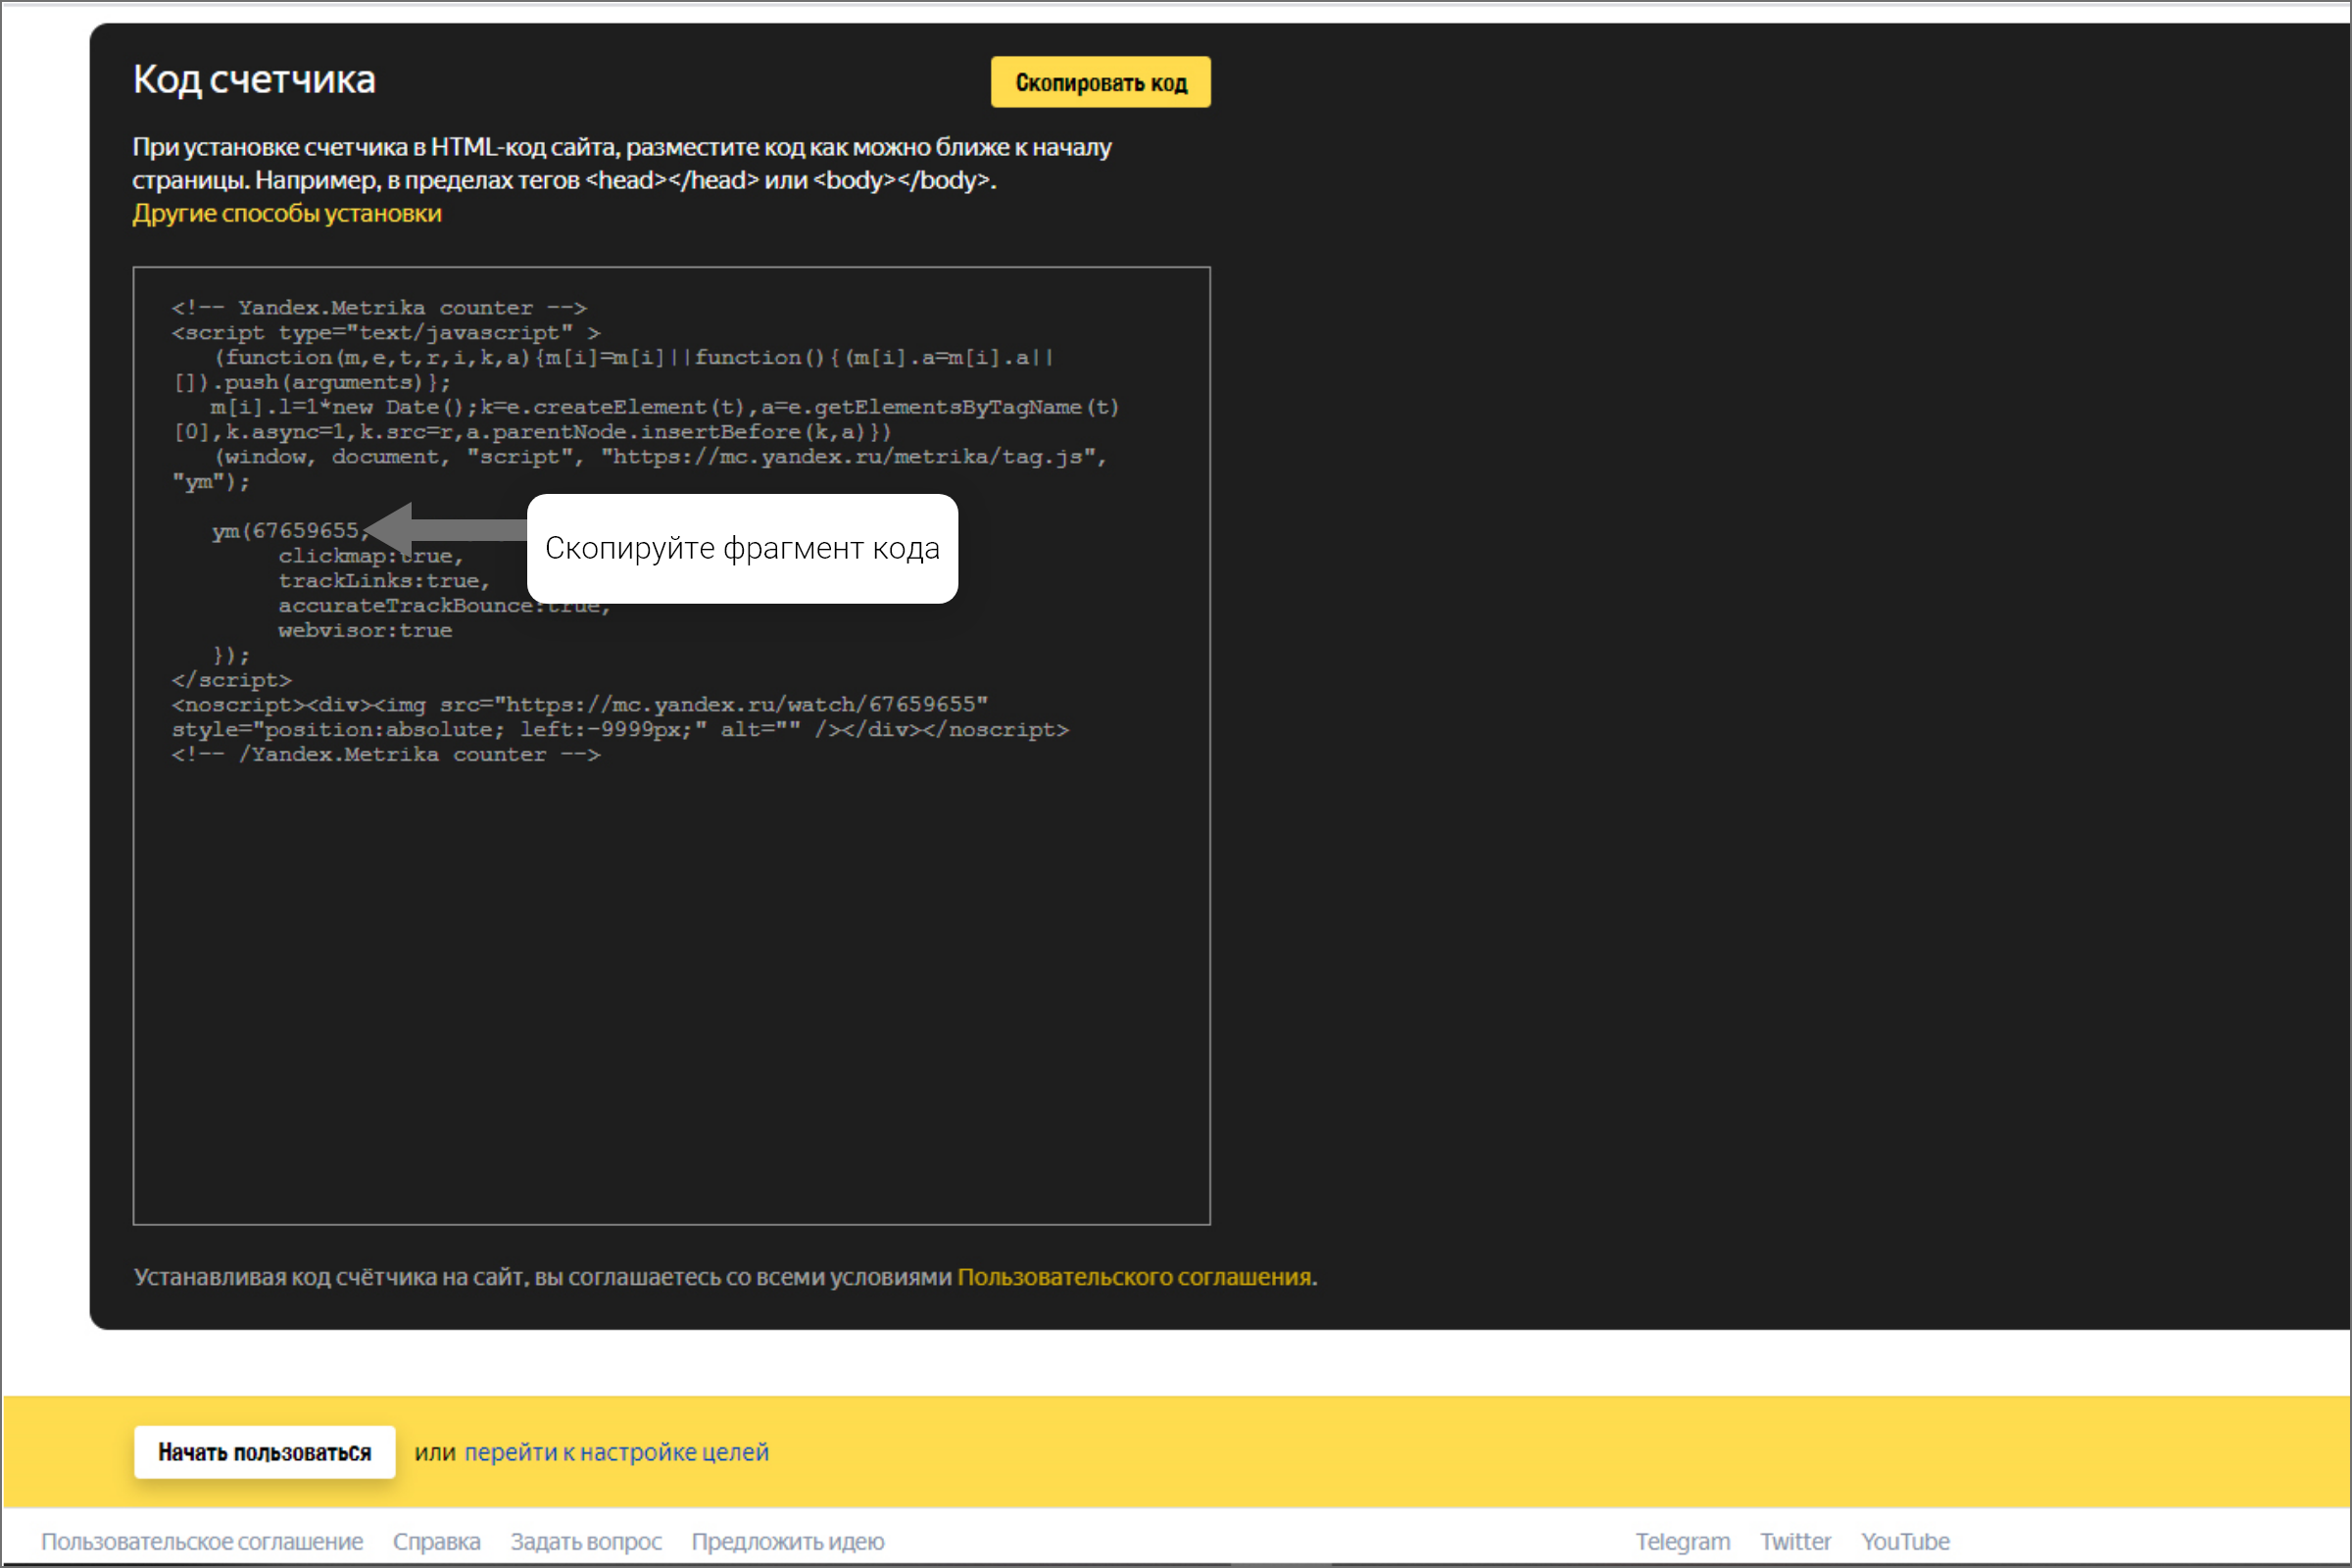 Код счетчика
Скопировать код
При установке счетчика в HTML-код сайта, разместите код как можно ближе к началу
страницы. Например, в пределах тегов <head></head> или <body></body>.
Другие способы установки
<!-- Yandex.Metrika counter -->
<script type="text/javascript" >
(function(m,e,t,r,i,k,a){m[i]=m[i]||function(){(m[i].a=m[i].a||
[]).push(arguments)};
m[i].l=1*new Date();k=e.createElement(t),a=e.getElementsByTagName(t)
[0],k.async=1,k.src=r,a.parentNode.insertBefore(k,a)})
(window, document, "script", "https://mc.yandex.ru/metrika/tag.js",
"ym");
ym(67659655,
Скопируйте фрагмент кода
clickmap:true,
trackLinks:true,
accurateTrackBounce:true,
webvisor:true
});
</script>
<noscript><div><img src="https://mc.yandex.ru/watch/67659655"
style="position:absolute; left:-9999px;" alt="" /></div></noscript>
<!-- /Yandex.Metrika counter -->
Устанавливая код счётчика на сайт, вы соглашаетесь со всеми условиями Пользовательского соглашения.
Начать пользоваться или перейти к настройке целей
Пользовательское соглашение Справка Задать вопрос Предложить идею Telegram Twitter YouTube